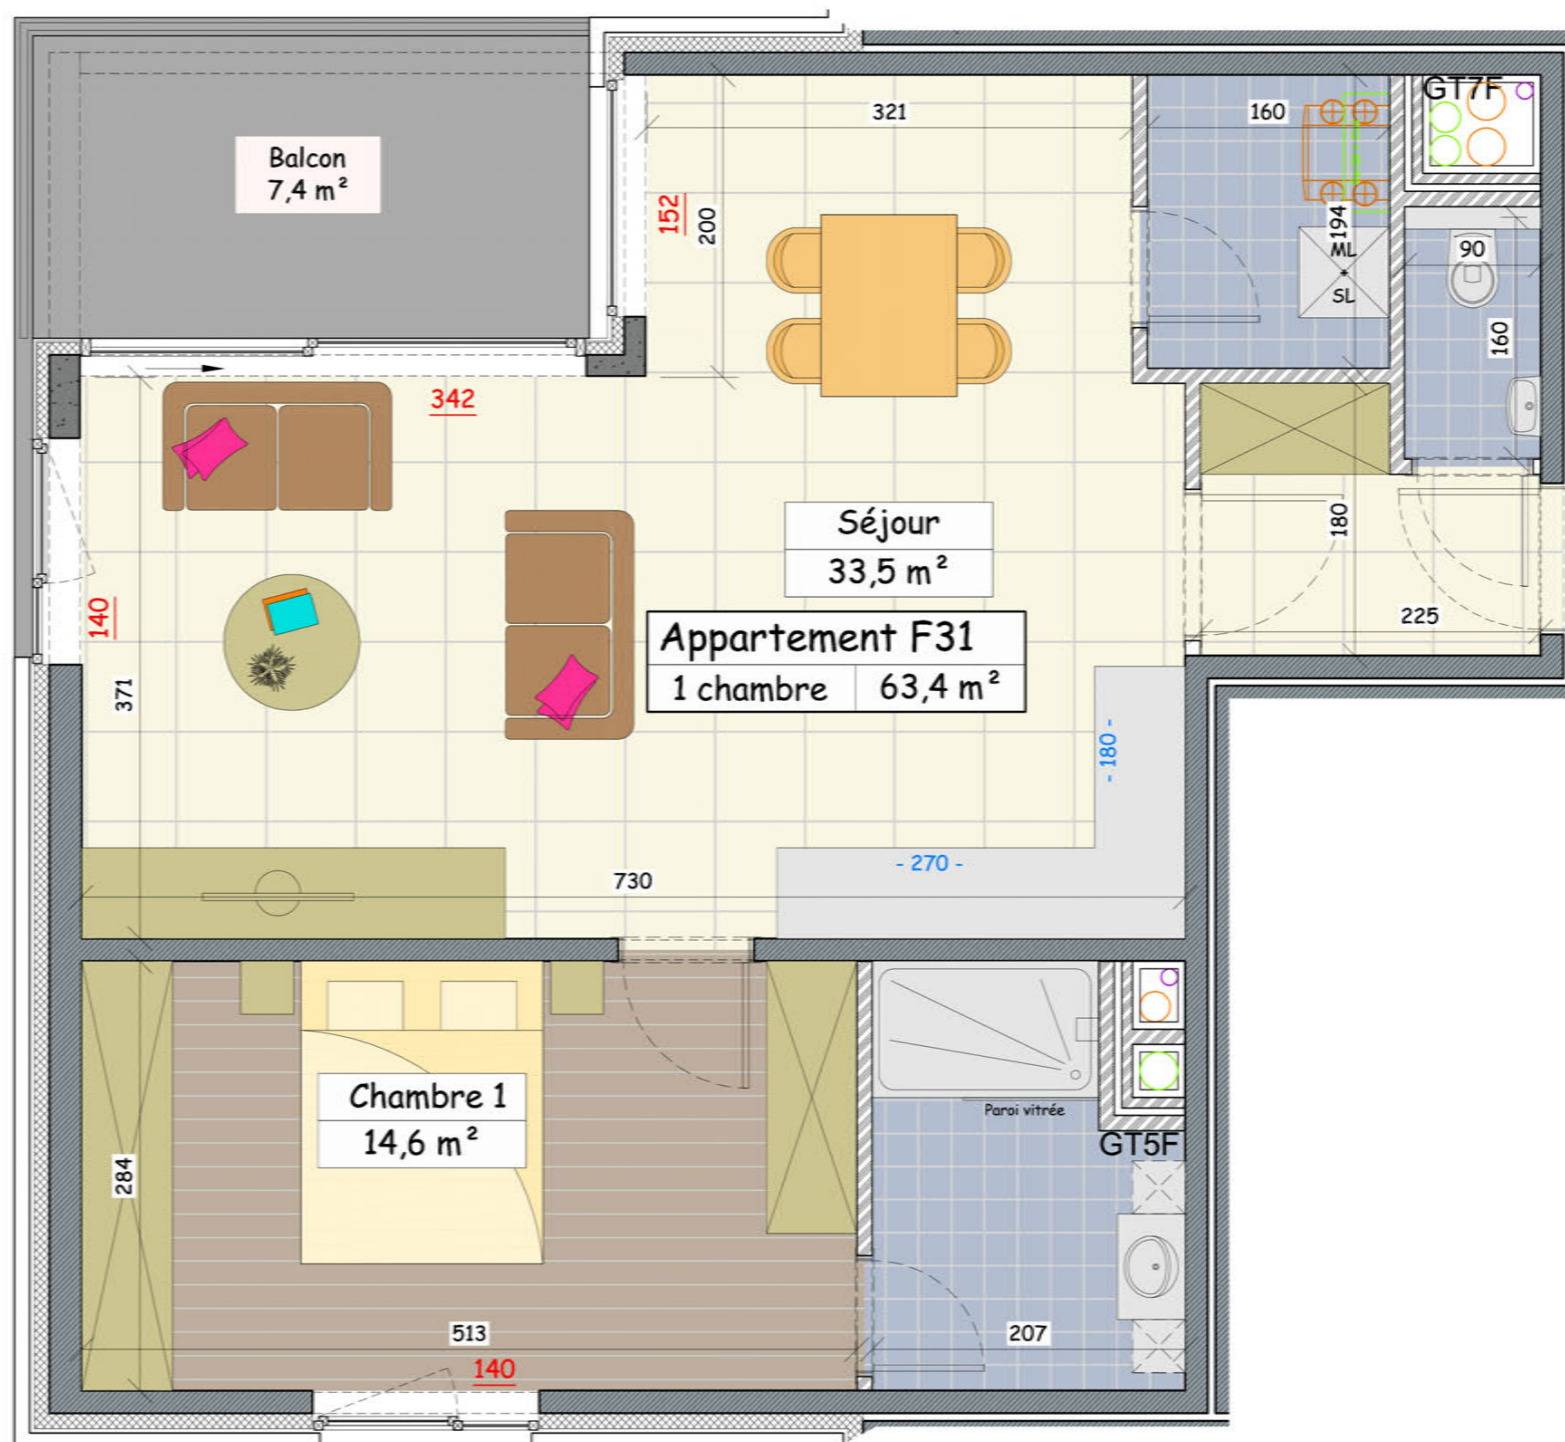 GT7F
321
160
Balcon
7,4 m²
152
200
194
ML
SL
90
160
342
Séjour
33,5 m²
180
140
225
Appartement F31
1 chambre 63,4 m²
371
- 180 -
- 270 -
730
Chambre 1
14,6 m²
Paroi vitrée
GT5F
284
513
207
140